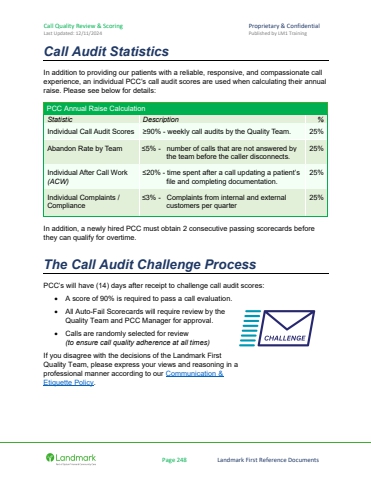 Call Quality Review & Scoring Proprietary & Confidential
Last Updated: 12/11/2024 Published by LM1 Training
Call Audit Statistics
In addition to providing our patients with a reliable, responsive, and compassionate call
experience, an individual PCC's call audit scores are used when calculating their annual
raise. Please see below for details:
PCC Annual Raise Calculation
Statistic Description %
Individual Call Audit Scores ≥90% - weekly call audits by the Quality Team. 25%
Abandon Rate by Team ≤5% - number of calls that are not answered by 25%
the team before the caller disconnects.
Individual After Call Work ≤20% - time spent after a call updating a patient's 25%
(ACW) file and completing documentation.
Individual Complaints / ≤3% - Complaints from internal and external 25%
Compliance customers per quarter
In addition, a newly hired PCC must obtain 2 consecutive passing scorecards before
they can qualify for overtime.
The Call Audit Challenge Process
PCC's will have (14) days after receipt to challenge call audit scores:
• A score of 90% is required to pass a call evaluation.
• All Auto-Fail Scorecards will require review by the
Quality Team and PCC Manager for approval.
• Calls are randomly selected for review
(to ensure call quality adherence at all times)
CHALLENGE
If you disagree with the decisions of the Landmark First
Quality Team, please express your views and reasoning in a
professional manner according to our Communication &
Etiquette Policy.
Landmark Page 248 Landmark First Reference Documents